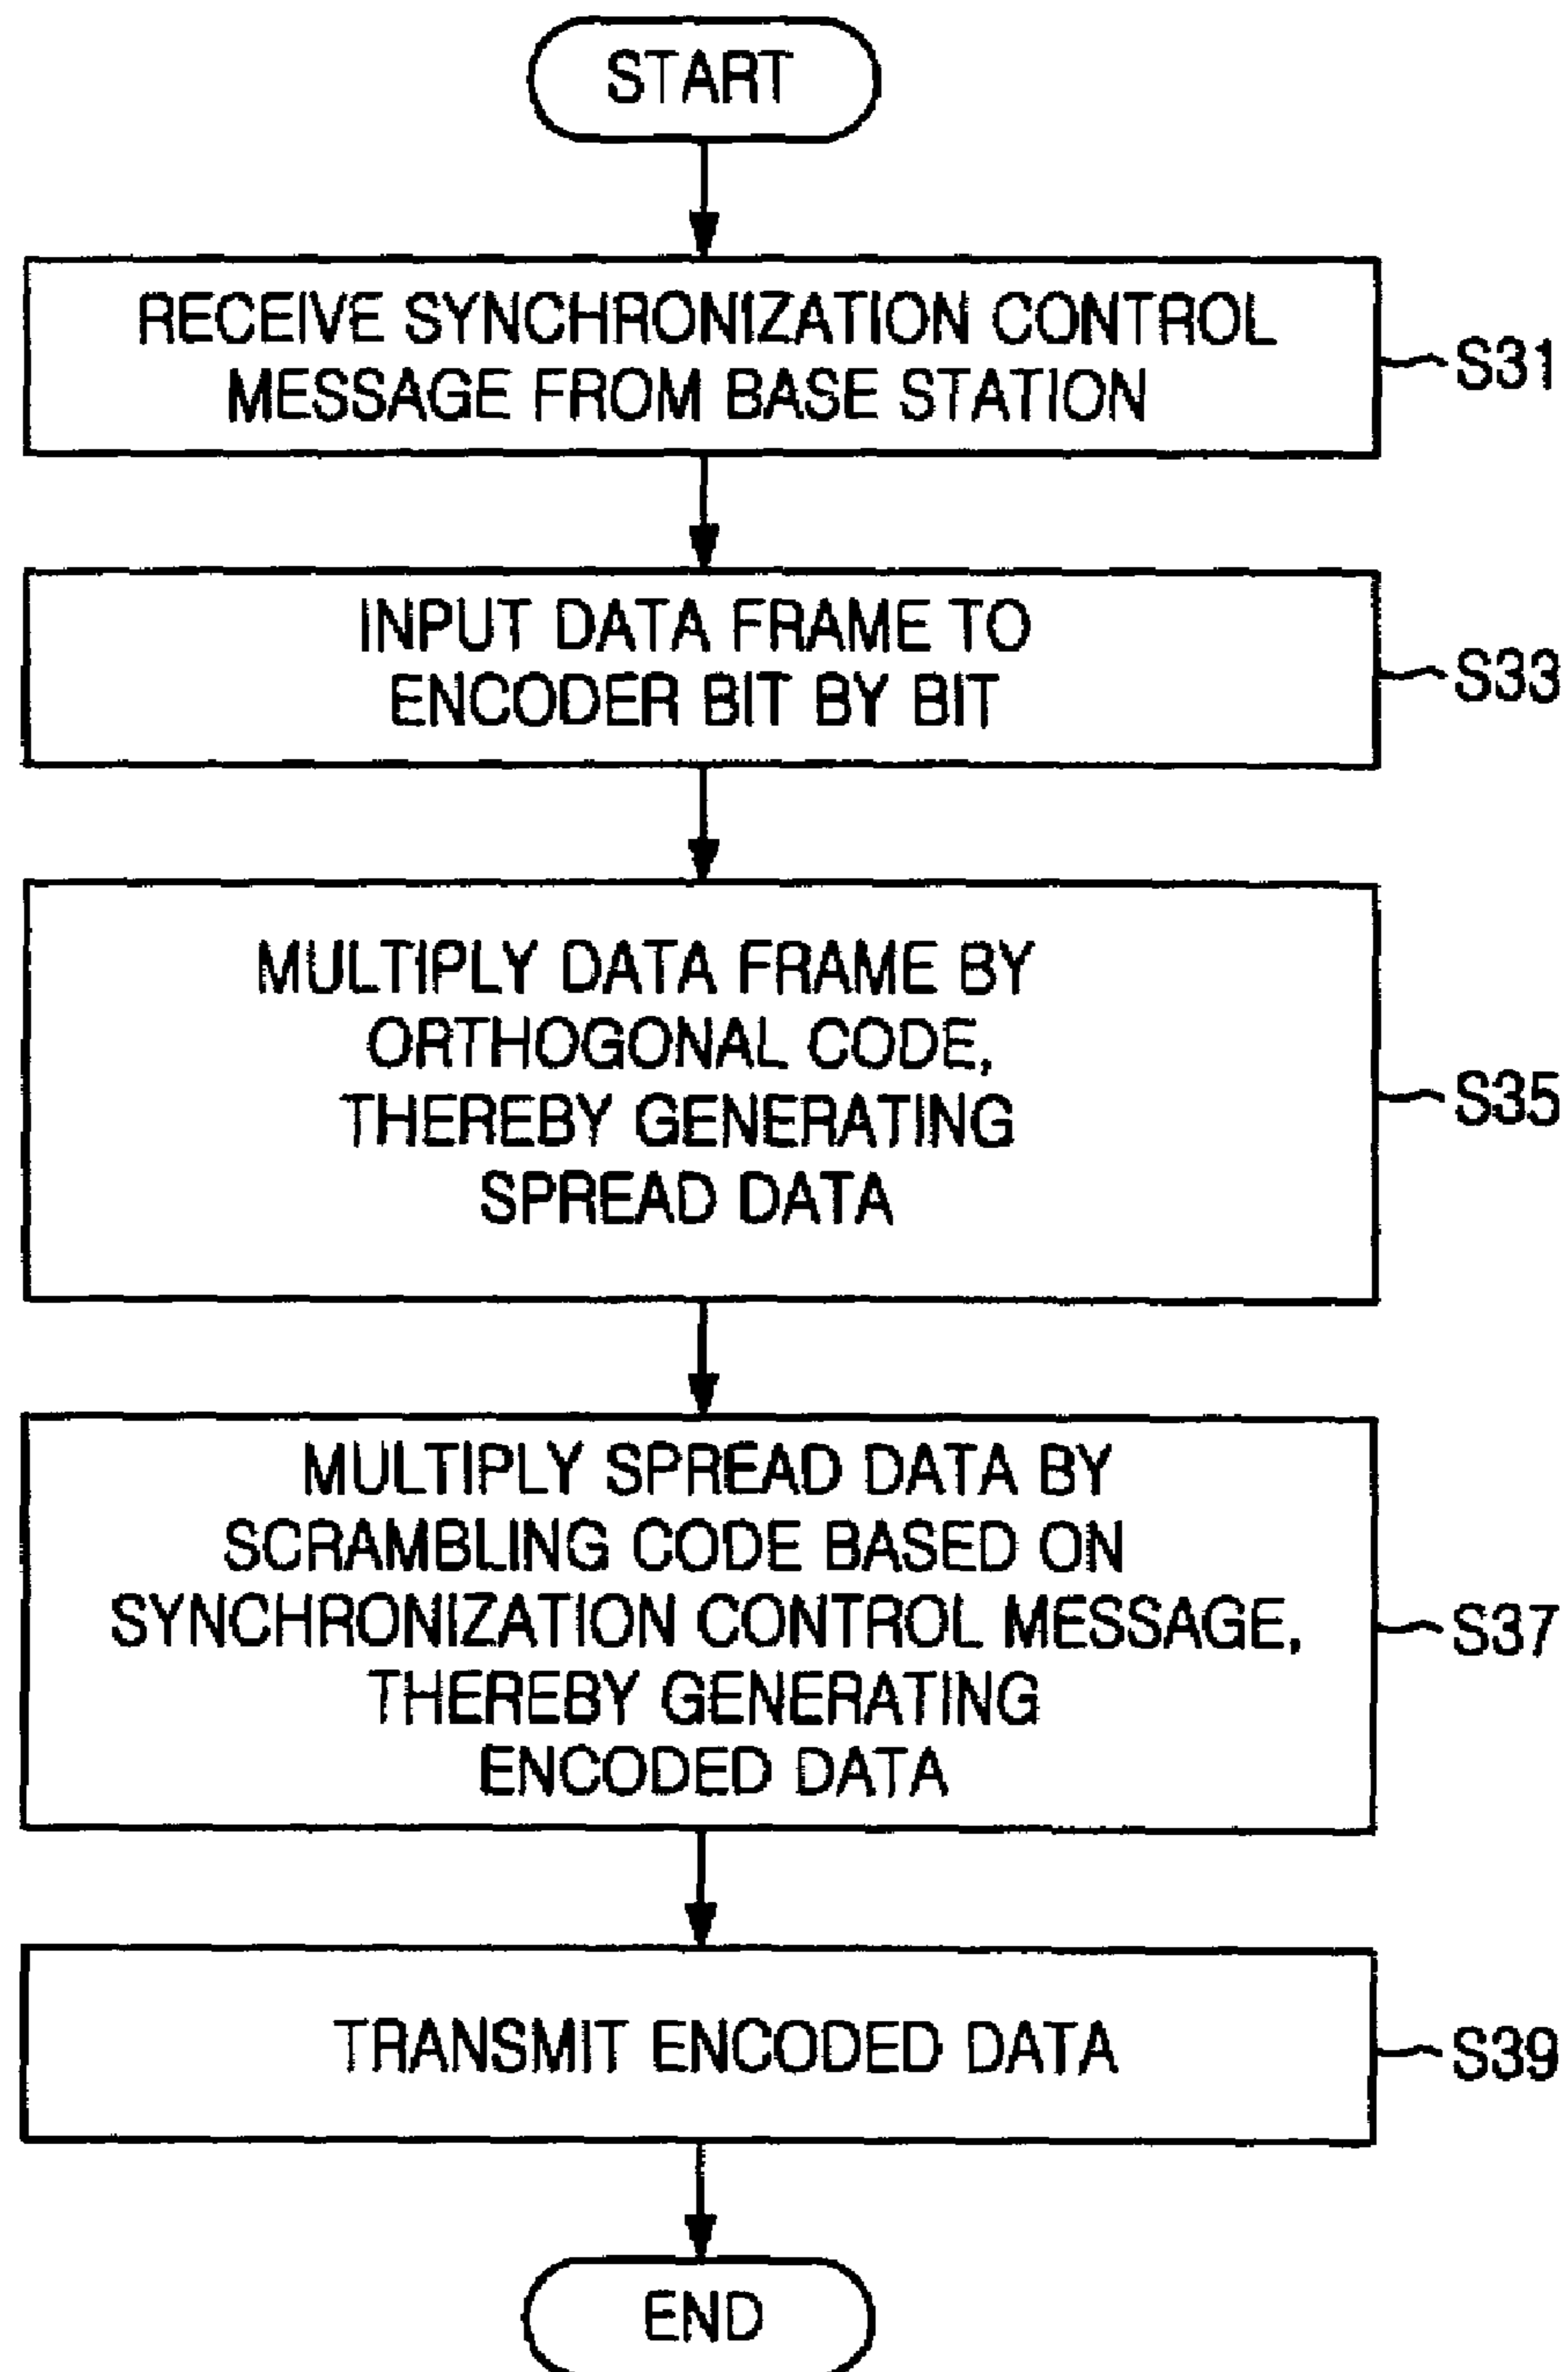 START
RECEIVE SYNCHRONIZATION CONTROL
MESSAGE FROM BASE STATION
S31
INPUT DATA FRAME TO
ENCODER BIT BY BIT
S33
MULTIPLY DATA FRAME BY
ORTHOGONAL CODE,
THEREBY GENERATING
SPREAD DATA
S35
MULTIPLY SPREAD DATA BY
SCRAMBLING CODE BASED ON
SYNCHRONIZATION CONTROL MESSAGE,
THEREBY GENERATING
ENCODED DATA
S37
TRANSMIT ENCODED DATA
S39
END